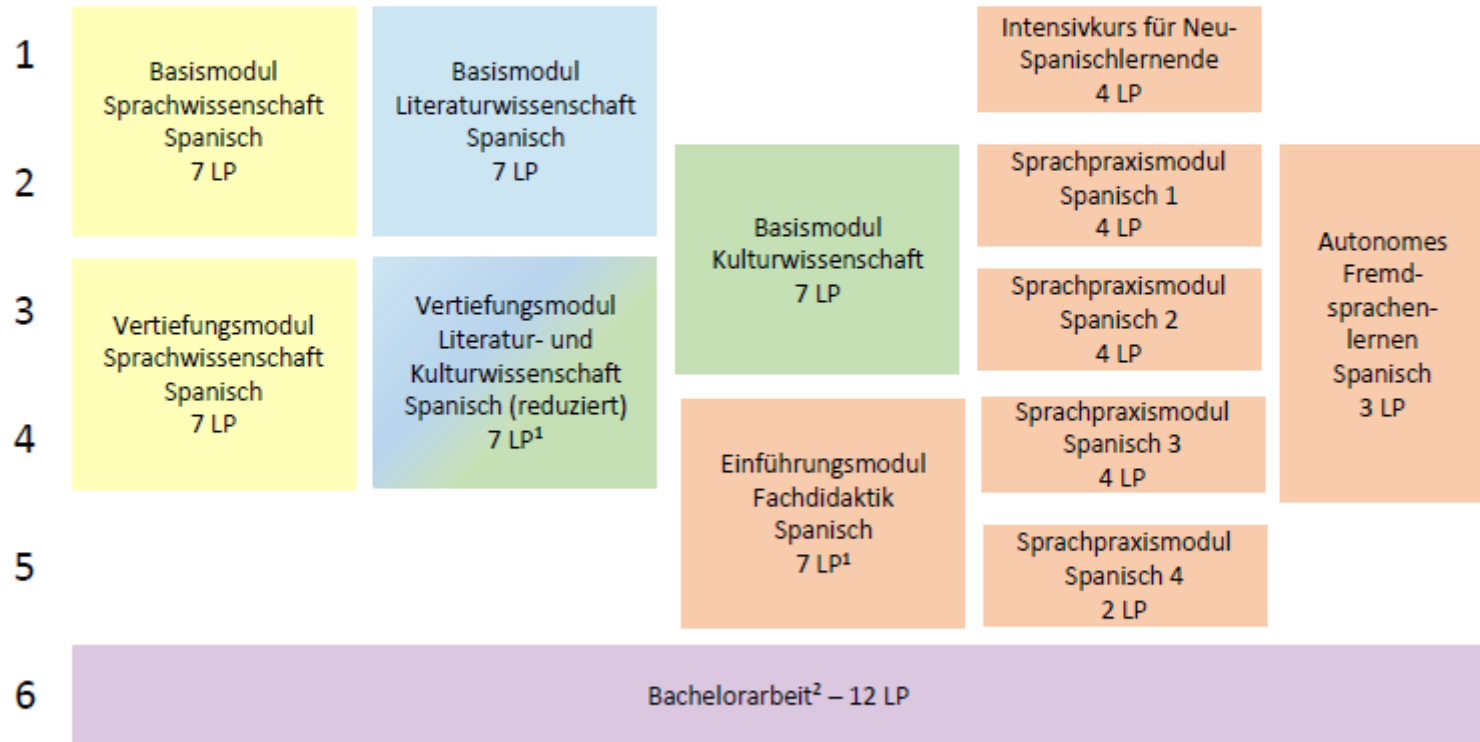 1
Basismodul
Sprachwissenschaft
Spanisch
7 LP
Basismodul
Literaturwissenschaft
Spanisch
7 LP
Intensivkurs für Neu-
Spanischlernende
4 LP
2
Basismodul
Kulturwissenschaft
7 LP
Sprachpraxismodul
Spanisch 1
4 LP
Autonomes
Fremd-
sprachen-
lernen
Spanisch
3 LP
3
Vertiefungsmodul
Sprachwissenschaft
Spanisch
7 LP
Vertiefungsmodul
Literatur- und
Kulturwissenschaft
Spanisch (reduziert)
7 LP¹
Sprachpraxismodul
Spanisch 2
4 LP
4
Einführungsmodul
Fachdidaktik
Spanisch
7 LP¹
Sprachpraxismodul
Spanisch 3
4 LP
5
Sprachpraxismodul
Spanisch 4
2 LP
6
Bachelorarbeit² – 12 LP